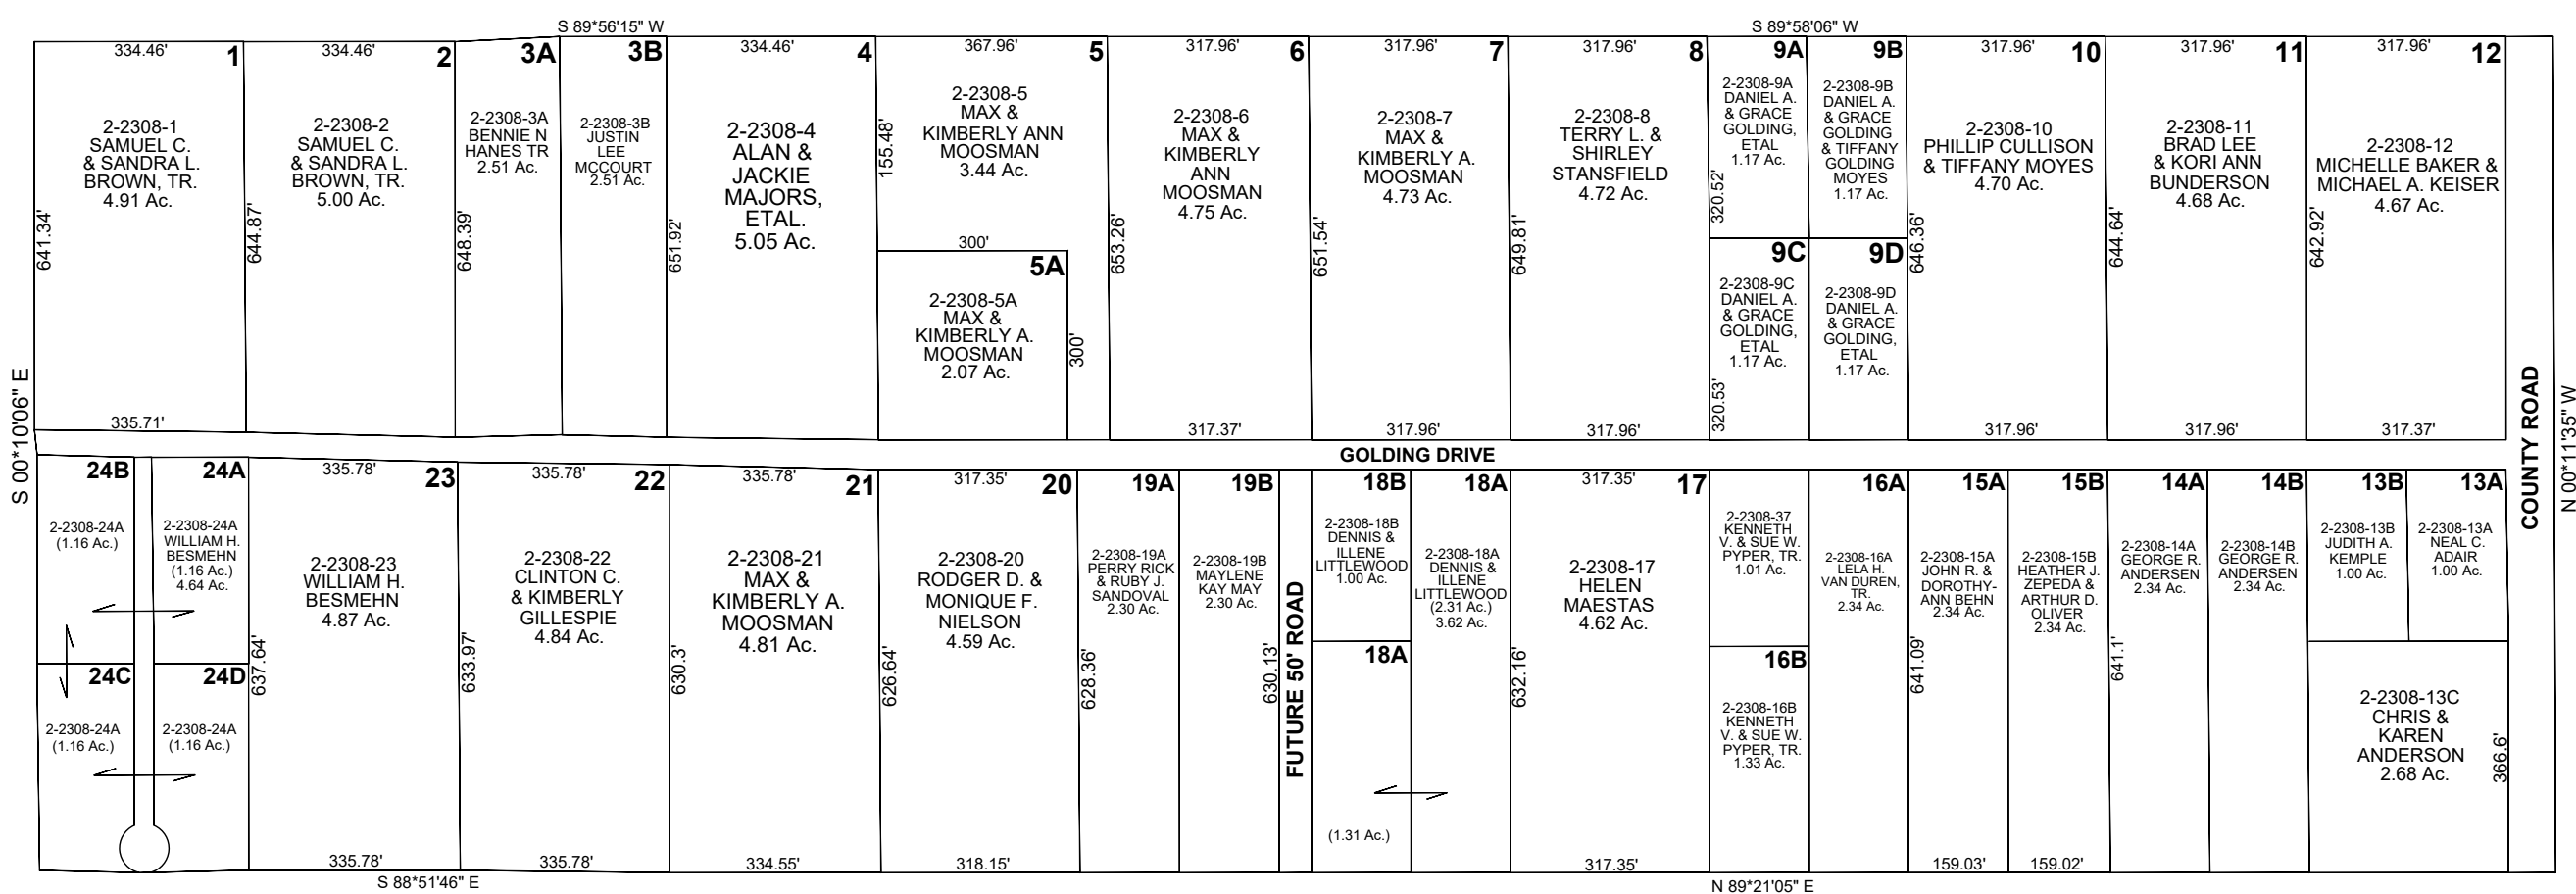 S 89*56'15" W
S 89*58'06" W
334.46'
1
334.46'
2
3A
3B
334.46'
4
367.96'
5
317.96'
6
317.96'
7
317.96'
8
9A
9B
317.96'
10
317.96'
11
317.96'
12
2-2308-1
SAMUEL C.
& SANDRA L.
BROWN, TR.
4.91 Ac.
2-2308-2
SAMUEL C.
& SANDRA L.
BROWN, TR.
5.00 Ac.
2-2308-3A
BENNIE N
HANES TR
2.51 Ac.
2-2308-3B
JUSTIN
LEE
MCCOURT
2.51 Ac.
2-2308-4
ALAN &
JACKIE
MAJORS,
ETAL.
5.05 Ac.
2-2308-5
MAX &
KIMBERLY ANN
MOOSMAN
3.44 Ac.
2-2308-6
MAX &
KIMBERLY
ANN
MOOSMAN
4.75 Ac.
2-2308-7
MAX &
KIMBERLY A.
MOOSMAN
4.73 Ac.
2-2308-8
TERRY L. &
SHIRLEY
STANSFIELD
4.72 Ac.
2-2308-9A
DANIEL A.
& GRACE
GOLDING,
ETAL
1.17 Ac.
2-2308-9B
DANIEL A.
& GRACE
GOLDING
& TIFFANY
GOLDING
MOYES
1.17 Ac.
2-2308-10
PHILLIP CULLISON
& TIFFANY MOYES
4.70 Ac.
2-2308-11
BRAD LEE
& KORI ANN
BUNDERSON
4.68 Ac.
2-2308-12
MICHELLE BAKER &
MICHAEL A. KEISER
4.67 Ac.
641.34'
644.87'
648.39'
651.92'
155.48'
653.26'
651.54'
649.81'
320.52'
646.36'
644.64'
642.92'
300'
5A
2-2308-5A
MAX &
KIMBERLY A.
MOOSMAN
2.07 Ac.
300'
9C
2-2308-9C
DANIEL A.
& GRACE
GOLDING,
ETAL
1.17 Ac.
320.53'
9D
2-2308-9D
DANIEL A.
& GRACE
GOLDING,
ETAL
1.17 Ac.
335.71'
317.37'
317.96'
317.96'
317.96'
317.96'
317.37'
S 00*10'06" E
GOLDING DRIVE
COUNTY ROAD
N 00*11'35" W
24B
24A
335.78'
23
335.78'
22
335.78'
21
317.35'
20
19A
19B
18B
18A
317.35'
17
16A
15A
15B
14A
14B
13B
13A
2-2308-24A
(1.16 Ac.)
2-2308-24A
WILLIAM H.
BESMEHN
(1.16 Ac.)
4.64 Ac.
2-2308-23
WILLIAM H.
BESMEHN
4.87 Ac.
2-2308-22
CLINTON C.
& KIMBERLY
GILLESPIE
4.84 Ac.
2-2308-21
MAX &
KIMBERLY A.
MOOSMAN
4.81 Ac.
2-2308-20
RODGER D. &
MONIQUE F.
NIELSON
4.59 Ac.
2-2308-19A
PERRY RICK
& RUBY J.
SANDOVAL
2.30 Ac.
2-2308-19B
MAYLENE
KAY MAY
2.30 Ac.
FUTURE 50' ROAD
2-2308-18B
DENNIS &
ILLENE
LITTLEWOOD
1.00 Ac.
2-2308-18A
DENNIS &
ILLENE
LITTLEWOOD
(2.31 Ac.)
3.62 Ac.
2-2308-17
HELEN
MAESTAS
4.62 Ac.
2-2308-37
KENNETH
V. & SUE W.
PYPER, TR.
1.01 Ac.
2-2308-16A
LELA H.
VAN DUREN,
TR.
2.34 Ac.
2-2308-15A
JOHN R. &
DOROTHY-
ANN BEHN
2.34 Ac.
2-2308-15B
HEATHER J.
ZEPEDA &
ARTHUR D.
OLIVER
2.34 Ac.
2-2308-14A
GEORGE R.
ANDERSEN
2.34 Ac.
2-2308-14B
GEORGE R.
ANDERSEN
2.34 Ac.
2-2308-13B
JUDITH A.
KEMPLE
1.00 Ac.
2-2308-13A
NEAL C.
ADAIR
1.00 Ac.
637.64'
633.97'
630.3'
626.64'
628.36'
630.13'
632.16'
641.09'
641.1'
24C
24D
2-2308-24A
(1.16 Ac.)
2-2308-24A
(1.16 Ac.)
18A
(1.31 Ac.)
16B
2-2308-16B
KENNETH
V. & SUE W.
PYPER, TR.
1.33 Ac.
2-2308-13C
CHRIS &
KAREN
ANDERSON
2.68 Ac.
366.6'
335.78'
335.78'
334.55'
318.15'
317.35'
159.03'
159.02'
S 88*51'46" E
N 89*21'05" E